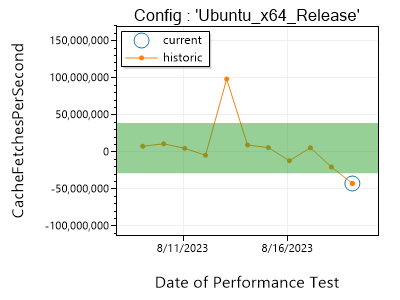 Config : 'Ubuntu_x64_Release'
current
historic
150,000,000
100,000,000
50,000,000
0
-50,000,000
-100,000,000
CacheFetchesPerSecond
8/11/2023
8/16/2023
Date of Performance Test